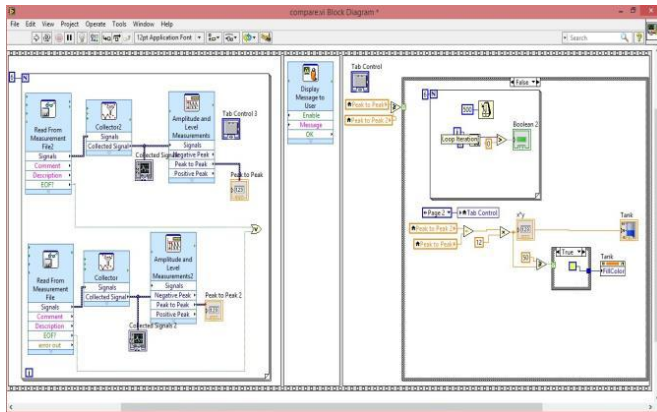 compare.vi Block Diagram *
File Edit View Project Operate Tools Window Help
12pt Application Font
Search
Read From
Measurement
File2
Signals
Comment
Description
EOF?
Collector2
Signals
Collected Signal
Amplitude and
Level
Measurements
Signals
Negative Peak
Peak to Peak
Positive Peak
Tab Control 3
Collected Signals
Peak to Peak
Read From
Measurement
File
Signals
Comment
Description
EOF?
error out
Collector
Signals
Collected Signal
Amplitude and
Level
Measurements2
Signals
Negative Peak
Peak to Peak
Positive Peak
Collected Signals 2
Peak to Peak 2
Display
Message to
User
Enable
Message
OK
Tab Control
Peak to Peak
Peak to Peak 2
False
500
Loop Iteration
0
Boolean 2
Page 2
Tab Control
Peak to Peak 2
Peak to Peak
12
x*y
Tank
50
True
Tank
FillColor